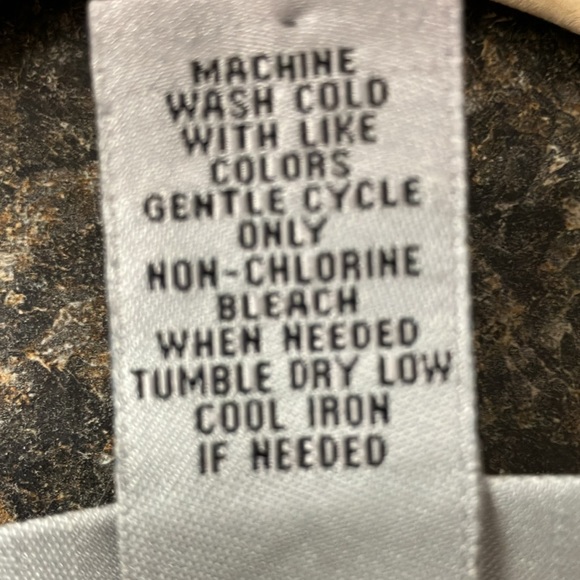 MACHINE
WASH COLD
WITH LIKE
COLORS
GENTLE CYCLE
ONLY
NON-CHLORINE
BLEACH
WHEN NEEDED
TUMBLE DRY LOW
COOL IRON
IF NEEDED